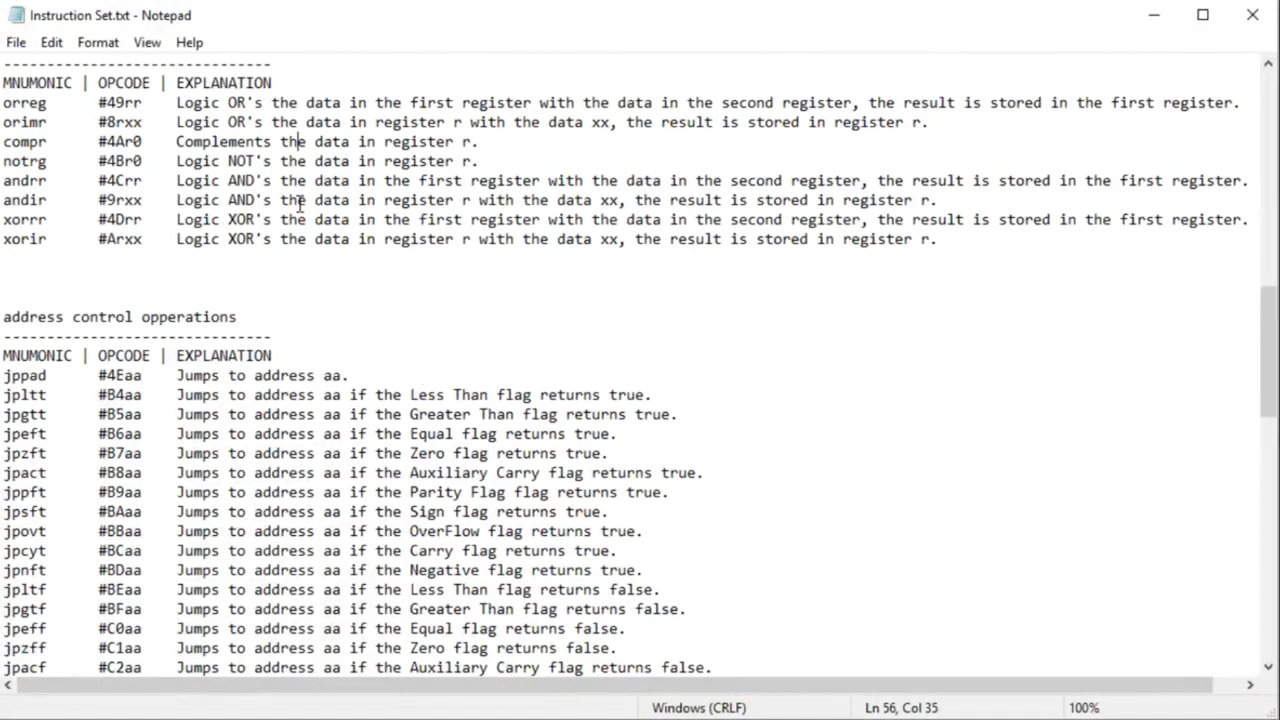 Instruction Set.txt - Notepad
File Edit Format View Help
-------------------------------
MNUMONIC | OPCODE | EXPLANATION
orreg #49rr Logic OR's the data in the first register with the data in the second register, the result is stored in the first register.
orimr #8rxx Logic OR's the data in register r with the data xx, the result is stored in register r.
compr #4Ar0 Complements the data in register r.
notrg #4Br0 Logic NOT's the data in register r.
andrr #4Crr Logic AND's the data in the first register with the data in the second register, the result is stored in the first register.
andir #9rxx Logic AND's the data in register r with the data xx, the result is stored in register r.
xorrr #4Drr Logic XOR's the data in the first register with the data in the second register, the result is stored in the first register.
xorir #Arxx Logic XOR's the data in register r with the data xx, the result is stored in register r.
address control opperations
-------------------------------
MNUMONIC | OPCODE | EXPLANATION
jppad #4Eaa Jumps to address aa.
jpltt #B4aa Jumps to address aa if the Less Than flag returns true.
jpgtt #B5aa Jumps to address aa if the Greater Than flag returns true.
jpeft #B6aa Jumps to address aa if the Equal flag returns true.
jpzft #B7aa Jumps to address aa if the Zero flag returns true.
jpact #B8aa Jumps to address aa if the Auxiliary Carry flag returns true.
jppft #B9aa Jumps to address aa if the Parity Flag flag returns true.
jpsft #BAaa Jumps to address aa if the Sign flag returns true.
jpovt #BBaa Jumps to address aa if the OverFlow flag returns true.
jpcyt #BCaa Jumps to address aa if the Carry flag returns true.
jpnft #BDaa Jumps to address aa if the Negative flag returns true.
jpltf #BEaa Jumps to address aa if the Less Than flag returns false.
jpgtf #BFaa Jumps to address aa if the Greater Than flag returns false.
jpeff #C0aa Jumps to address aa if the Equal flag returns false.
jpzff #C1aa Jumps to address aa if the Zero flag returns false.
jpacf #C2aa Jumps to address aa if the Auxiliary Carry flag returns false.
Windows (CRLF) Ln 56, Col 35 100%